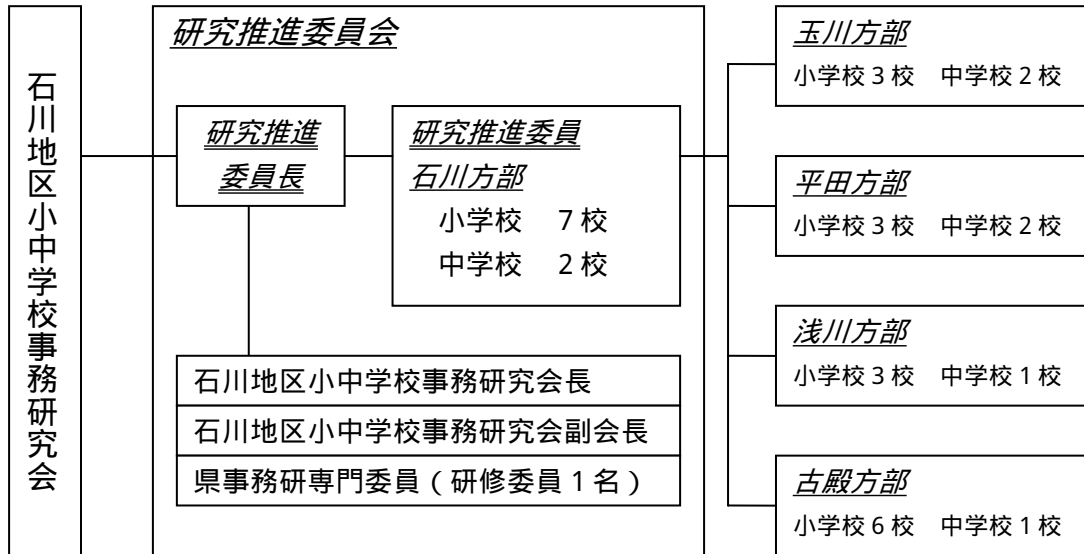 石川地区小中学校事務研究会
研究推進委員会
研究推進
委員長
研究推進委員
石川方部
小学校　7校
中学校　2校
石川地区小中学校事務研究会長
石川地区小中学校事務研究会副会長
県事務研専門委員（研修委員1名）
玉川方部
小学校3校　中学校2校
平田方部
小学校3校　中学校2校
浅川方部
小学校3校　中学校1校
古殿方部
小学校6校　中学校1校